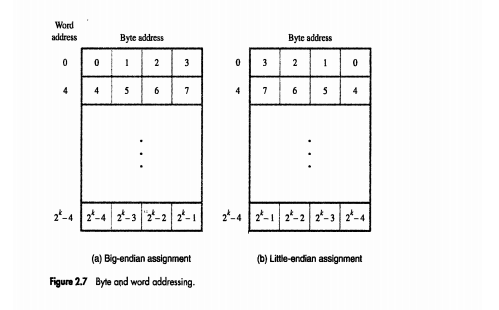 Word
address Byte address Byte address
0 0 1 2 3 0 3 2 1 0
4 4 5 6 7 4 7 6 5 4
2^k–4 2^k–4 2^k–3 2^k–2 2^k–1 2^k–4 2^k–1 2^k–2 2^k–3 2^k–4
(a) Big-endian assignment (b) Little-endian assignment
Figure 2.7 Byte and word addressing.